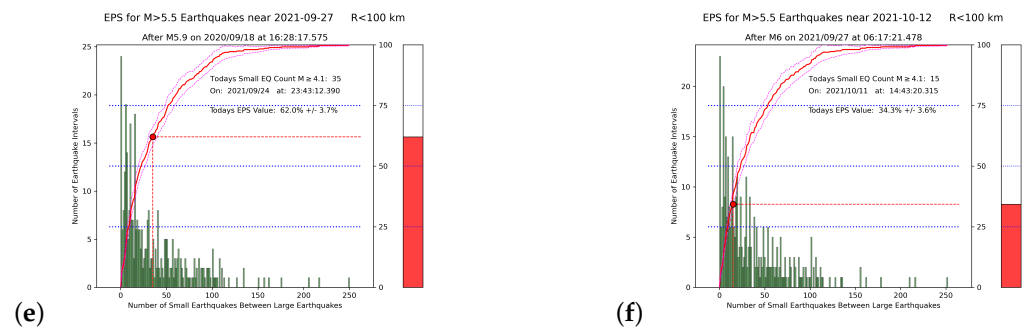 EPS for M>5.5 Earthquakes near 2021-09-27 R<100 km
After M5.9 on 2020/09/18 at 16:28:17.575
Todays Small EQ Count M ≥ 4.1: 35
On: 2021/09/24 at: 23:43:12.390
Todays EPS Value: 62.0% +/- 3.7%
Number of Earthquake Intervals
25
20
15
10
5
0
100
75
50
25
0
0 50 100 150 200 250
Number of Small Earthquakes Between Large Earthquakes
(e)
EPS for M>5.5 Earthquakes near 2021-10-12 R<100 km
After M6 on 2021/09/27 at 06:17:21.478
Todays Small EQ Count M ≥ 4.1: 15
On: 2021/10/11 at: 14:43:20.315
Todays EPS Value: 34.3% +/- 3.6%
Number of Earthquake Intervals
20
15
10
5
0
100
75
50
25
0
0 50 100 150 200 250
Number of Small Earthquakes Between Large Earthquakes
(f)